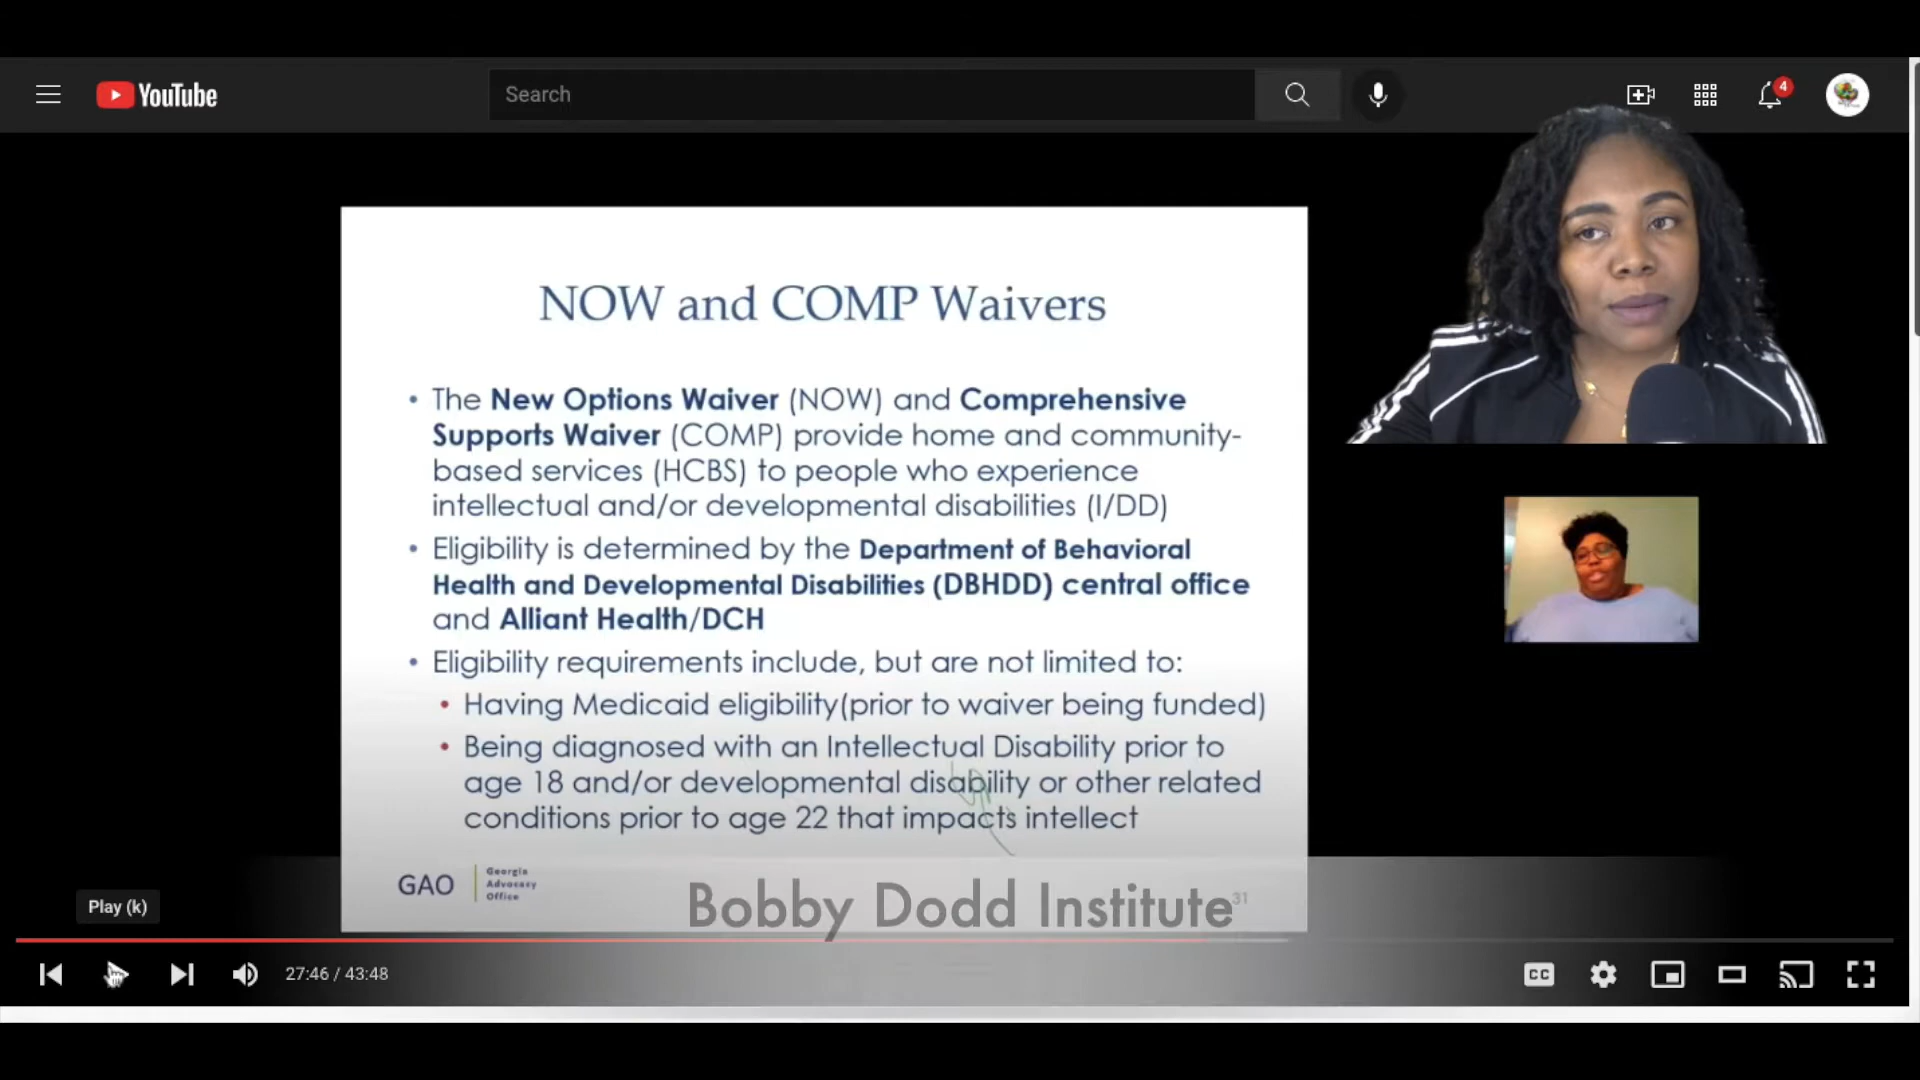 YouTube
Search
4
NOW and COMP Waivers
• The New Options Waiver (NOW) and Comprehensive
Supports Waiver (COMP) provide home and community-
based services (HCBS) to people who experience
intellectual and/or developmental disabilities (I/DD)
• Eligibility is determined by the Department of Behavioral
Health and Developmental Disabilities (DBHDD) central office
and Alliant Health/DCH
• Eligibility requirements include, but are not limited to:
• Having Medicaid eligibility(prior to waiver being funded)
• Being diagnosed with an Intellectual Disability prior to
age 18 and/or developmental disability or other related
conditions prior to age 22 that impacts intellect
GAO
Georgia
Advocacy
Office
Bobby Dodd Institute
31
Play (k)
27:46 / 43:48
CC